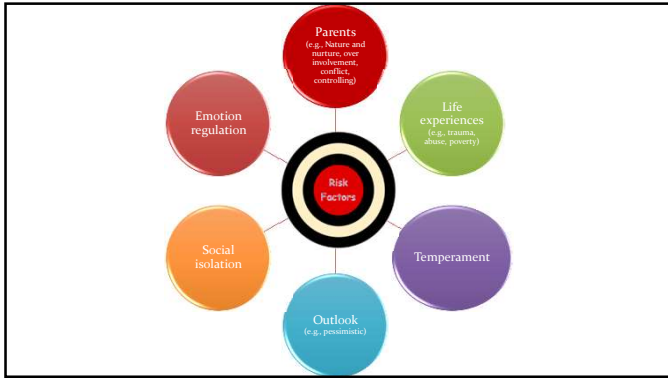 Parents
(e.g., Nature and
nurture, over
involvement,
conflict,
controlling)
Emotion
regulation
Life
experiences
(e.g., trauma,
abuse, poverty)
Risk
Factors
Social
isolation
Temperament
Outlook
(e.g., pessimistic)